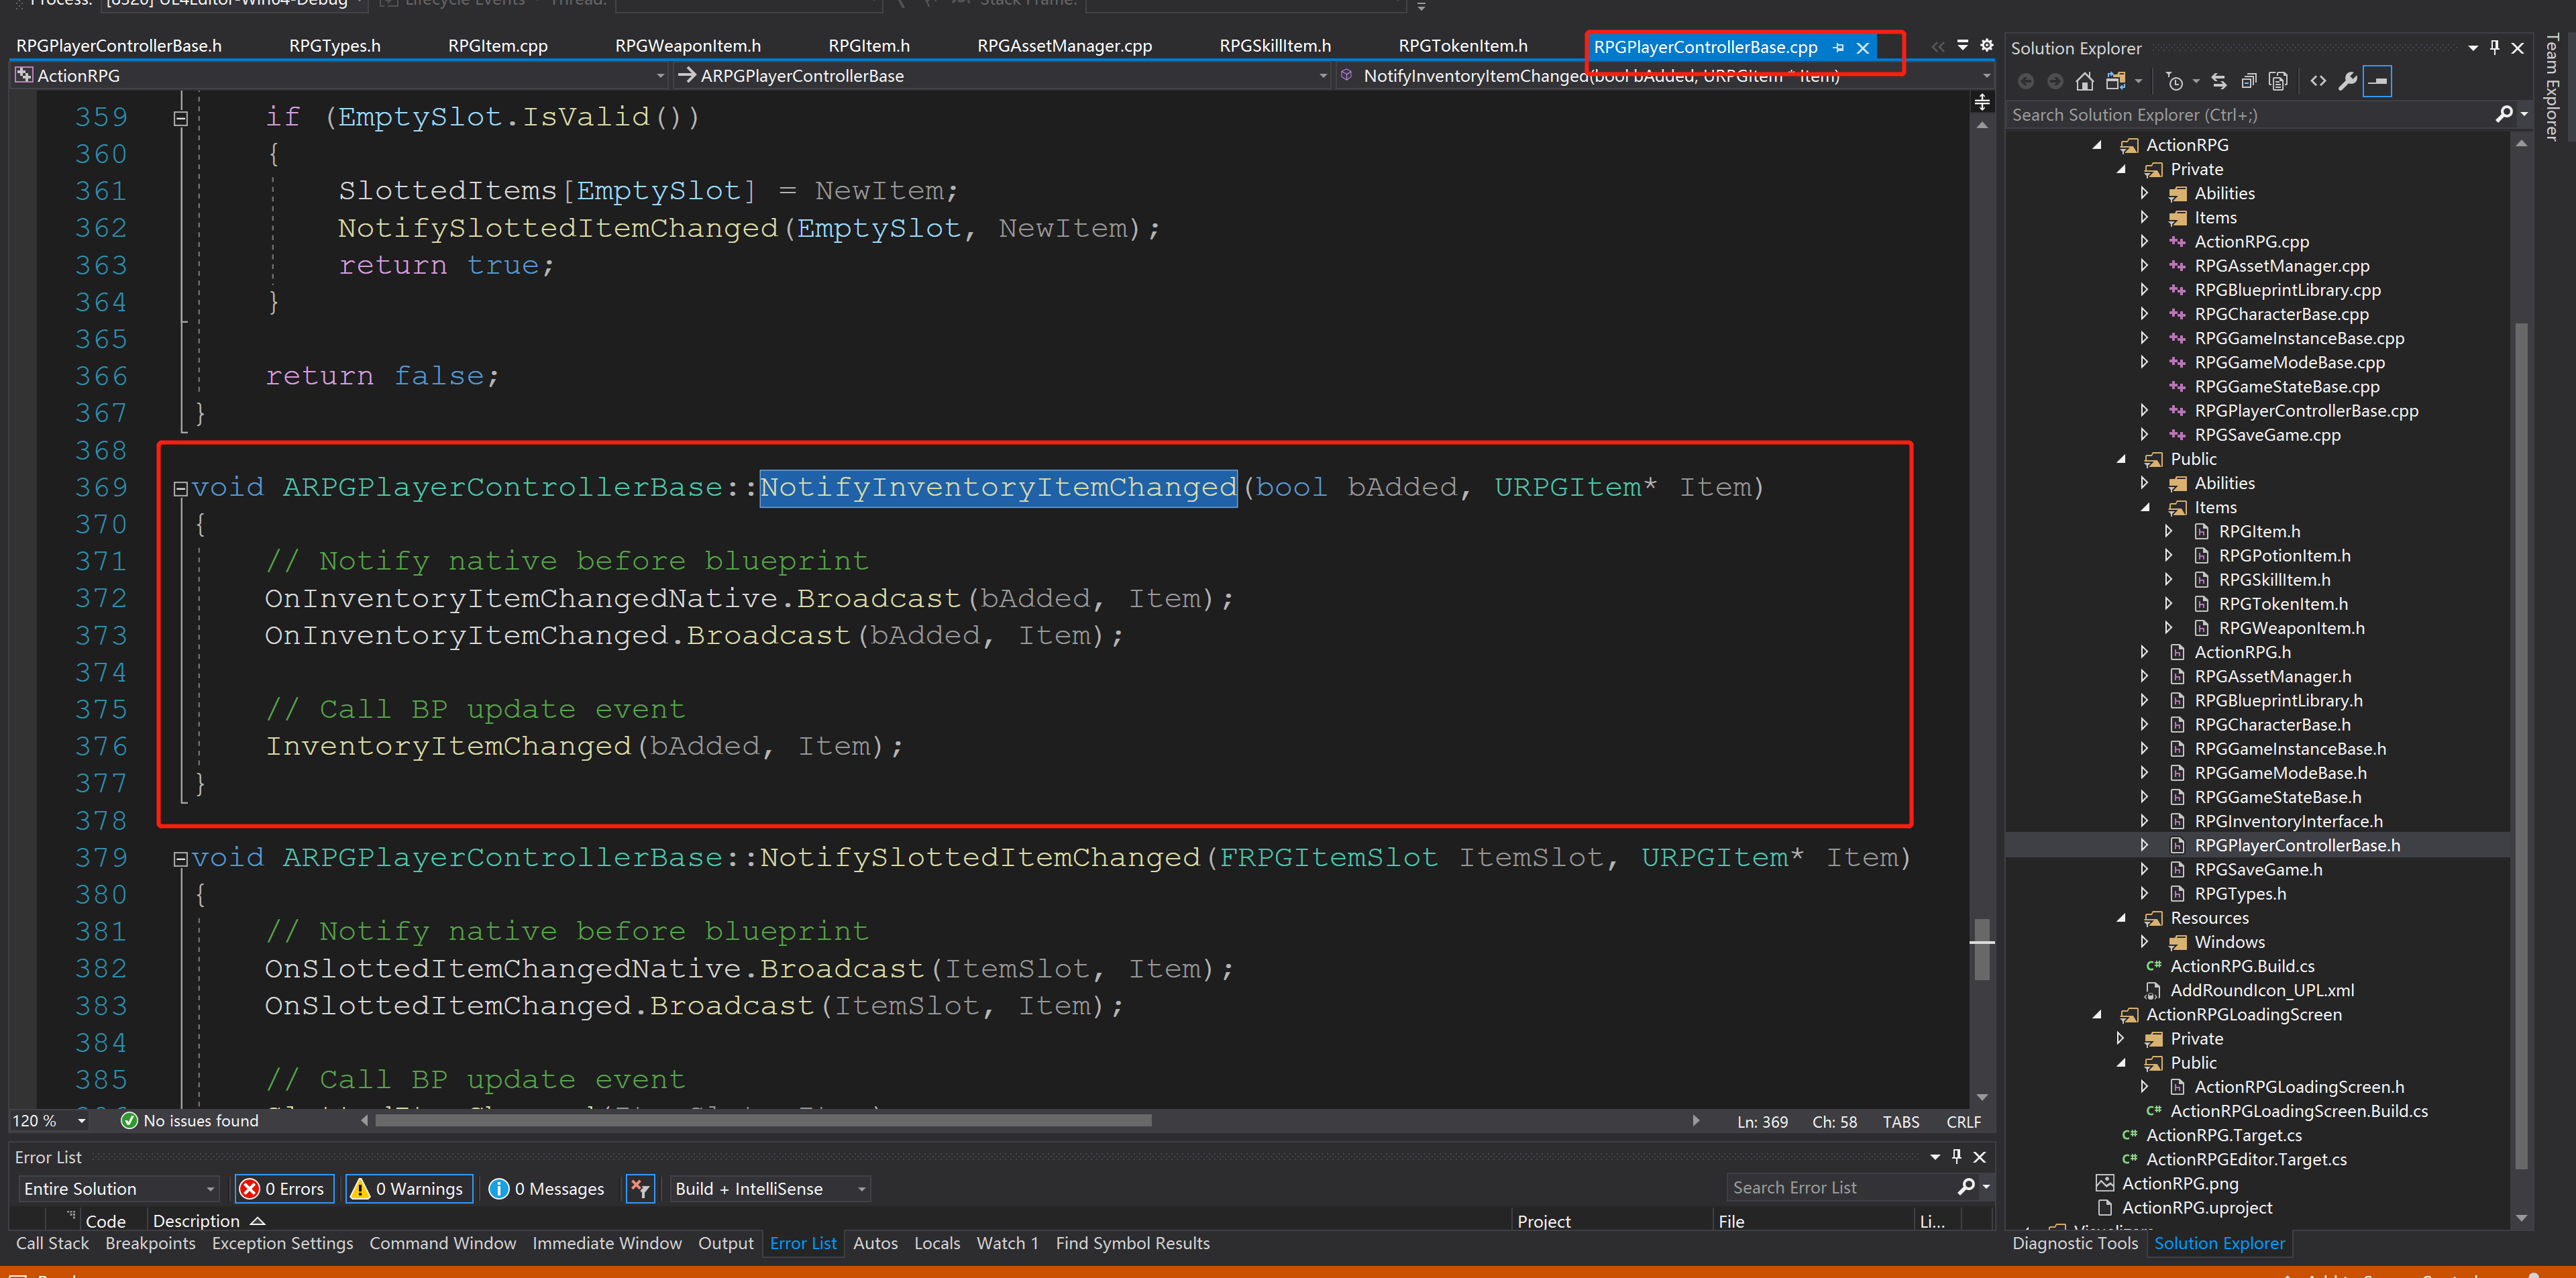 Process: [6320] UE4Editor-Win64-Debug Lifecycle Events Thread: Stack Frame:
RPGPlayerControllerBase.h RPGTypes.h RPGItem.cpp RPGWeaponItem.h RPGItem.h RPGAssetManager.cpp RPGSkillItem.h RPGTokenItem.h RPGPlayerControllerBase.cpp
ActionRPG ARPGPlayerControllerBase NotifyInventoryItemChanged(bool bAdded, URPGItem * Item)
359 if (EmptySlot.IsValid())
360 {
361 SlottedItems[EmptySlot] = NewItem;
362 NotifySlottedItemChanged(EmptySlot, NewItem);
363 return true;
364 }
365
366 return false;
367 }
368
369 void ARPGPlayerControllerBase::NotifyInventoryItemChanged(bool bAdded, URPGItem* Item)
370 {
371 // Notify native before blueprint
372 OnInventoryItemChangedNative.Broadcast(bAdded, Item);
373 OnInventoryItemChanged.Broadcast(bAdded, Item);
374
375 // Call BP update event
376 InventoryItemChanged(bAdded, Item);
377 }
378
379 void ARPGPlayerControllerBase::NotifySlottedItemChanged(FRPGItemSlot ItemSlot, URPGItem* Item)
380 {
381 // Notify native before blueprint
382 OnSlottedItemChangedNative.Broadcast(ItemSlot, Item);
383 OnSlottedItemChanged.Broadcast(ItemSlot, Item);
384
385 // Call BP update event
120 % No issues found Ln: 369 Ch: 58 TABS CRLF
Error List
Entire Solution 0 Errors 0 Warnings 0 Messages Build + IntelliSense Search Error List
Code Description Project File Li...
Call Stack Breakpoints Exception Settings Command Window Immediate Window Output Error List Autos Locals Watch 1 Find Symbol Results
Solution Explorer
Search Solution Explorer (Ctrl+;)
ActionRPG
Private
Abilities
Items
ActionRPG.cpp
RPGAssetManager.cpp
RPGBlueprintLibrary.cpp
RPGCharacterBase.cpp
RPGGameInstanceBase.cpp
RPGGameModeBase.cpp
RPGGameStateBase.cpp
RPGPlayerControllerBase.cpp
RPGSaveGame.cpp
Public
Abilities
Items
RPGItem.h
RPGPotionItem.h
RPGSkillItem.h
RPGTokenItem.h
RPGWeaponItem.h
ActionRPG.h
RPGAssetManager.h
RPGBlueprintLibrary.h
RPGCharacterBase.h
RPGGameInstanceBase.h
RPGGameModeBase.h
RPGGameStateBase.h
RPGInventoryInterface.h
RPGPlayerControllerBase.h
RPGSaveGame.h
RPGTypes.h
Resources
Windows
ActionRPG.Build.cs
AddRoundIcon_UPL.xml
ActionRPGLoadingScreen
Private
Public
ActionRPGLoadingScreen.h
ActionRPGLoadingScreen.Build.cs
ActionRPG.Target.cs
ActionRPGEditor.Target.cs
ActionRPG.png
ActionRPG.uproject
Diagnostic Tools Solution Explorer
Team Explorer